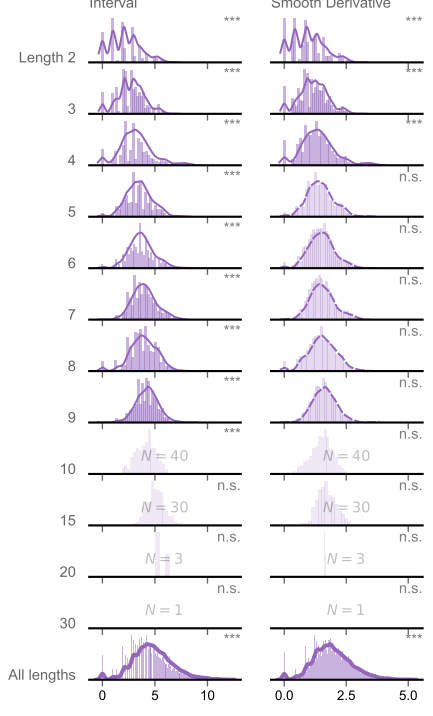 Interval Smooth Derivative
*** ***
Length 2
*** ***
3
*** ***
4
*** n.s.
5
*** n.s.
6
*** n.s.
7
*** n.s.
8
*** n.s.
9
*** n.s.
N = 40 N = 40
10
n.s. n.s.
N = 30 N = 30
15
n.s. n.s.
N = 3 N = 3
20
n.s. n.s.
N = 1 N = 1
30
*** ***
All lengths
0 5 10 0.0 2.5 5.0